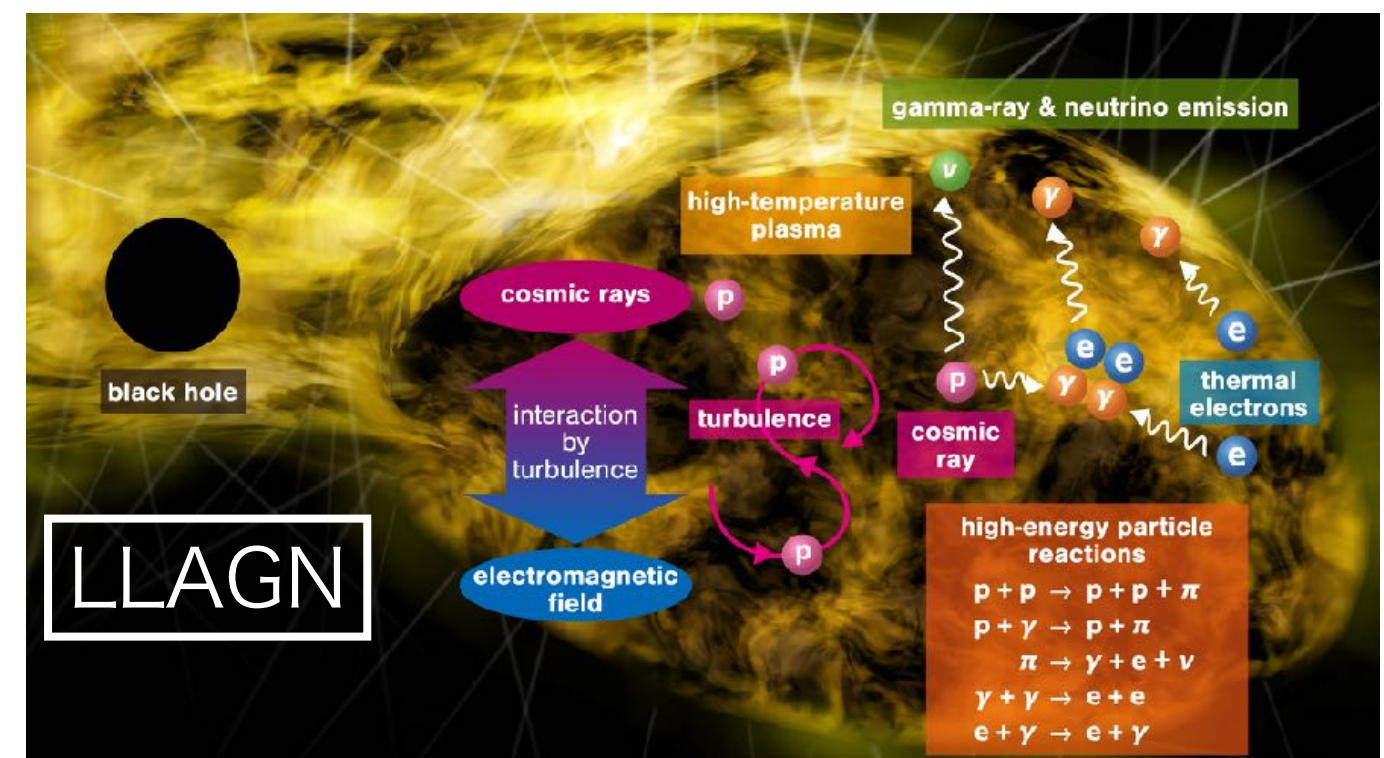 gamma-ray & neutrino emission
ν
γ
high-temperature
plasma
γ
cosmic rays
p
e
e
e
p
p
γ
γ
thermal
electrons
black hole
interaction
by
turbulence
turbulence
cosmic
ray
e
LLAGN
high-energy particle
reactions
p + p → p + p + π
p + γ → p + π
π → γ + e + ν
γ + γ → e + e
e + γ → e + γ
p
electromagnetic
field